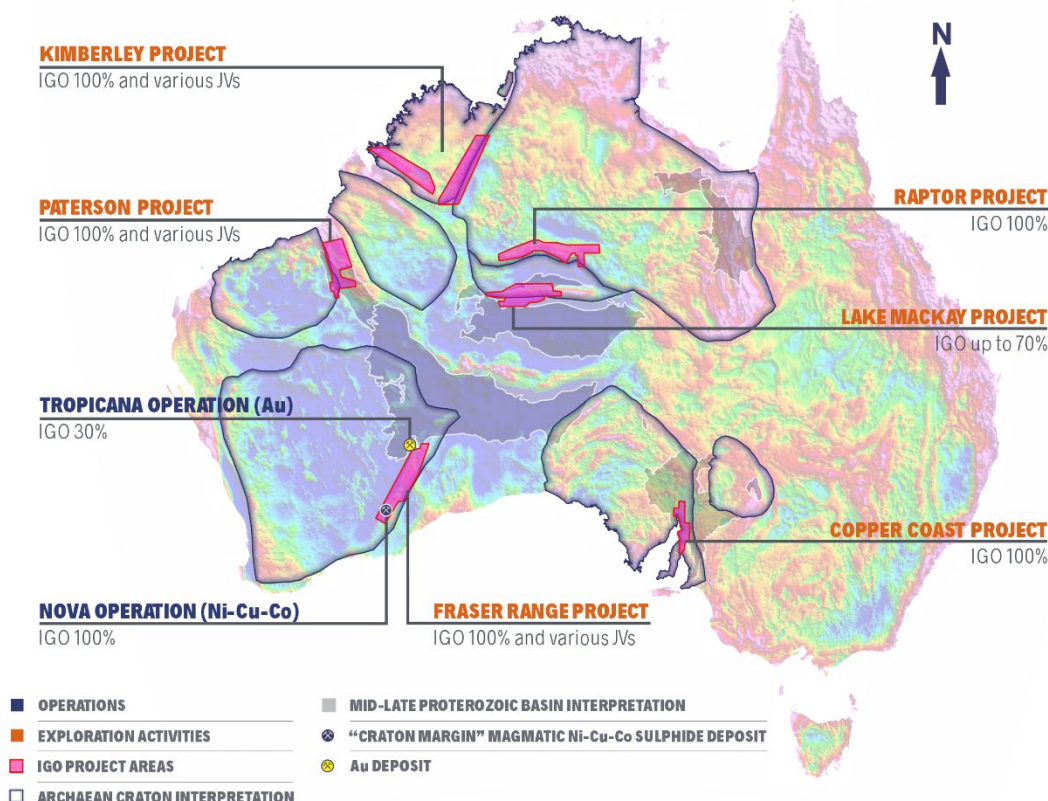 KIMBERLEY PROJECT
IGO 100% and various JVs
N
PATERSON PROJECT
IGO 100% and various JVs
RAPTOR PROJECT
IGO 100%
LAKE MACKAY PROJECT
IGO up to 70%
TROPICANA OPERATION (Au)
IGO 30%
COPPER COAST PROJECT
IGO 100%
NOVA OPERATION (Ni-Cu-Co)
IGO 100%
FRASER RANGE PROJECT
IGO 100% and various JVs
OPERATIONS
EXPLORATION ACTIVITIES
IGO PROJECT AREAS
ARCHAEAN CRATON INTERPRETATION
MID-LATE PROTEROZOIC BASIN INTERPRETATION
“CRATON MARGIN” MAGMATIC Ni-Cu-Co SULPHIDE DEPOSIT
Au DEPOSIT